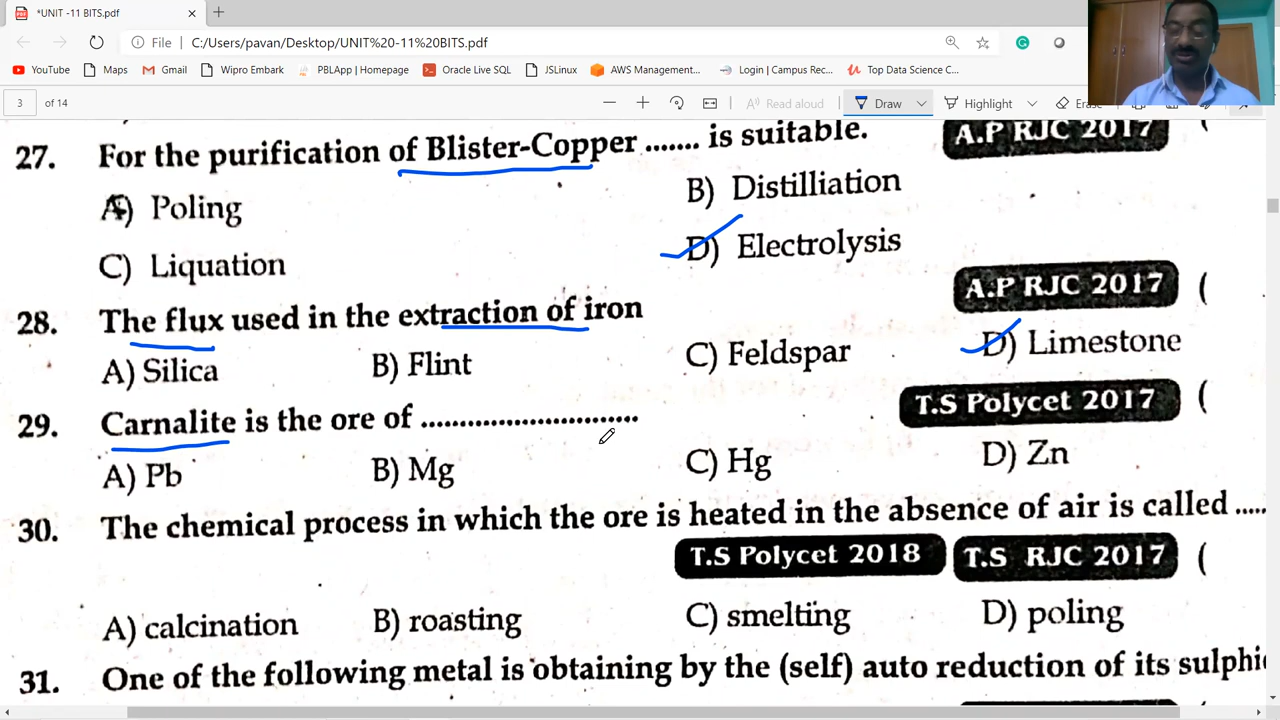 *UNIT -11 BITS.pdf
File C:/Users/pavan/Desktop/UNIT%20-11%20BITS.pdf
YouTube Maps Gmail Wipro Embark PBLApp | Homepage Oracle Live SQL JSLinux AWS Management... Login | Campus Rec... Top Data Science C...
3 of 14 Read aloud Draw Highlight Erase
27. For the purification of Blister-Copper ....... is suitable. A.P RJC 2017 (
A) Poling B) Distilliation
C) Liquation D) Electrolysis
28. The flux used in the extraction of iron A.P RJC 2017 (
A) Silica B) Flint C) Feldspar D) Limestone
29. Carnalite is the ore of ............................ T.S Polycet 2017 (
A) Pb B) Mg C) Hg D) Zn
30. The chemical process in which the ore is heated in the absence of air is called .....
T.S Polycet 2018 T.S RJC 2017 (
A) calcination B) roasting C) smelting D) poling
31. One of the following metal is obtaining by the (self) auto reduction of its